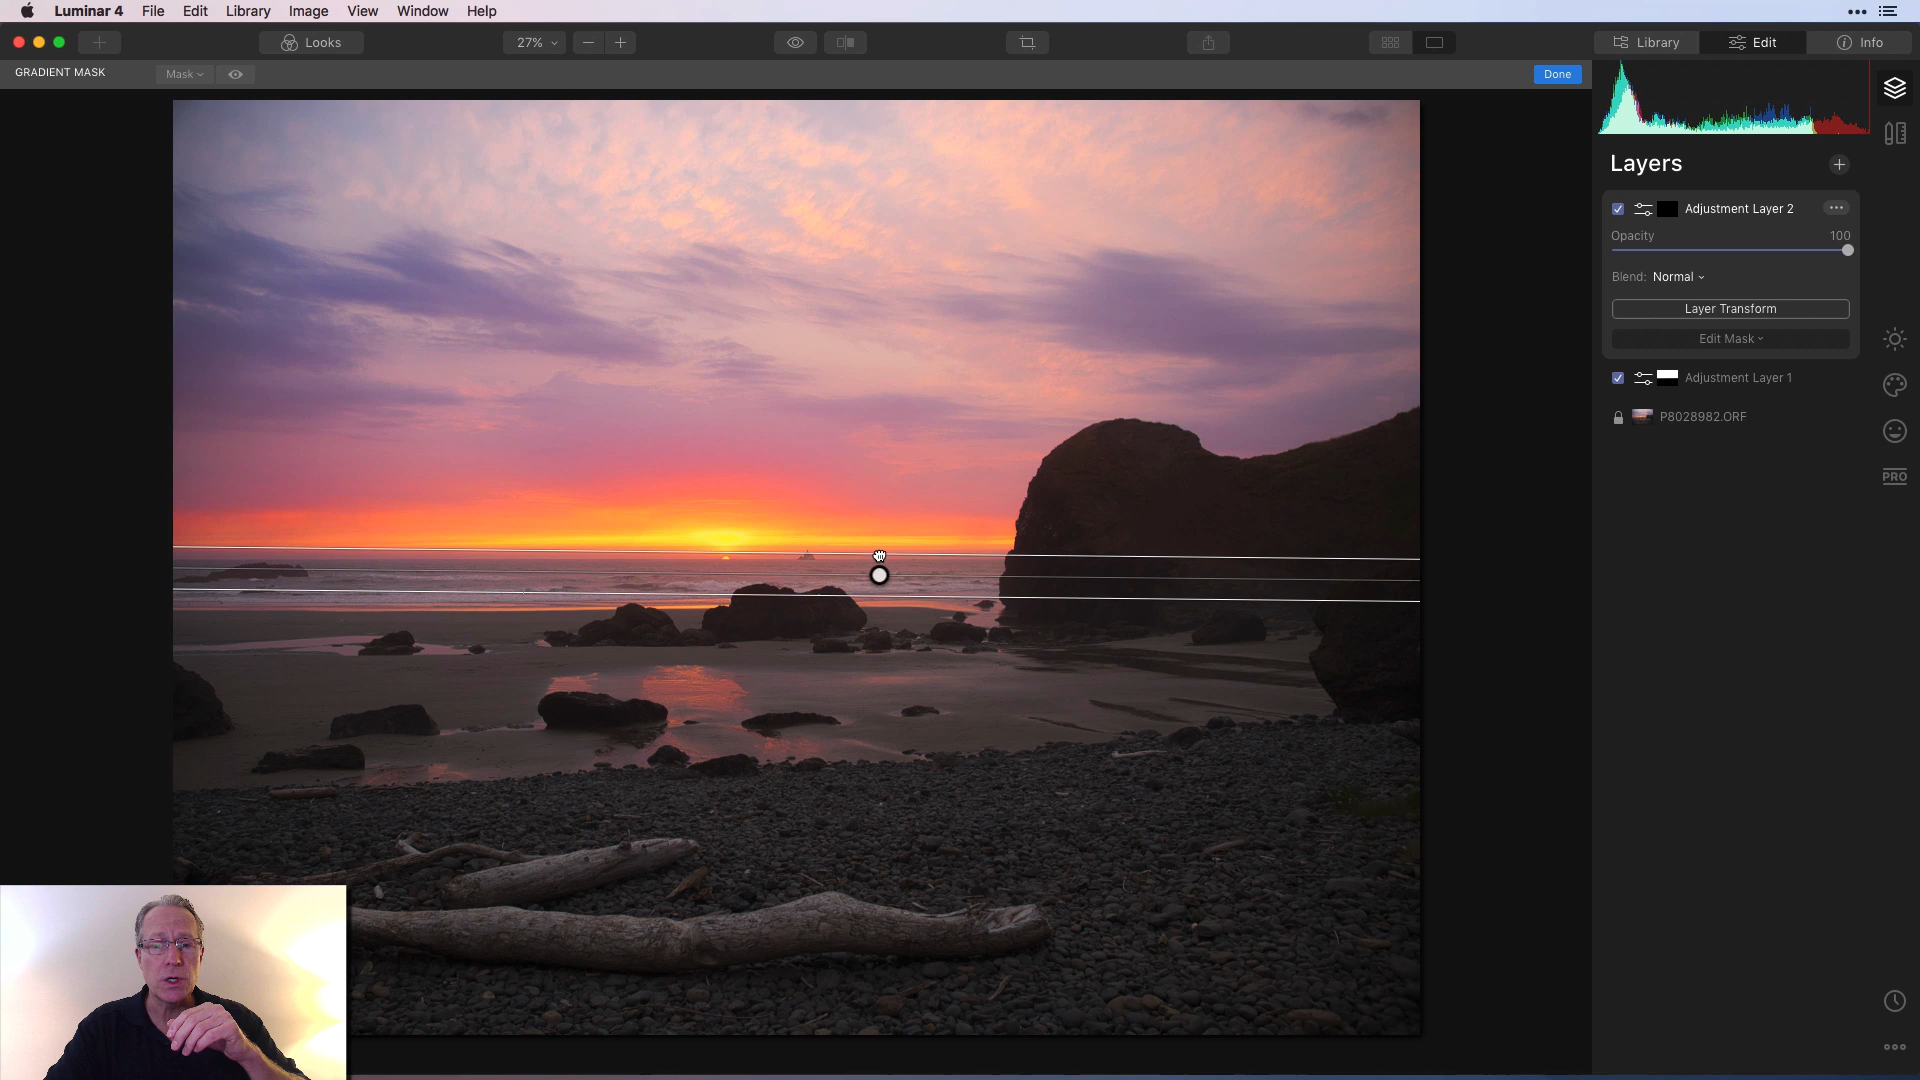 Luminar 4 File Edit Library Image View Window Help
Looks 27% Library Edit Info
GRADIENT MASK Mask Done
Layers
Adjustment Layer 2
Opacity 100
Blend: Normal
Layer Transform
Edit Mask
Adjustment Layer 1
P8028982.ORF
PRO